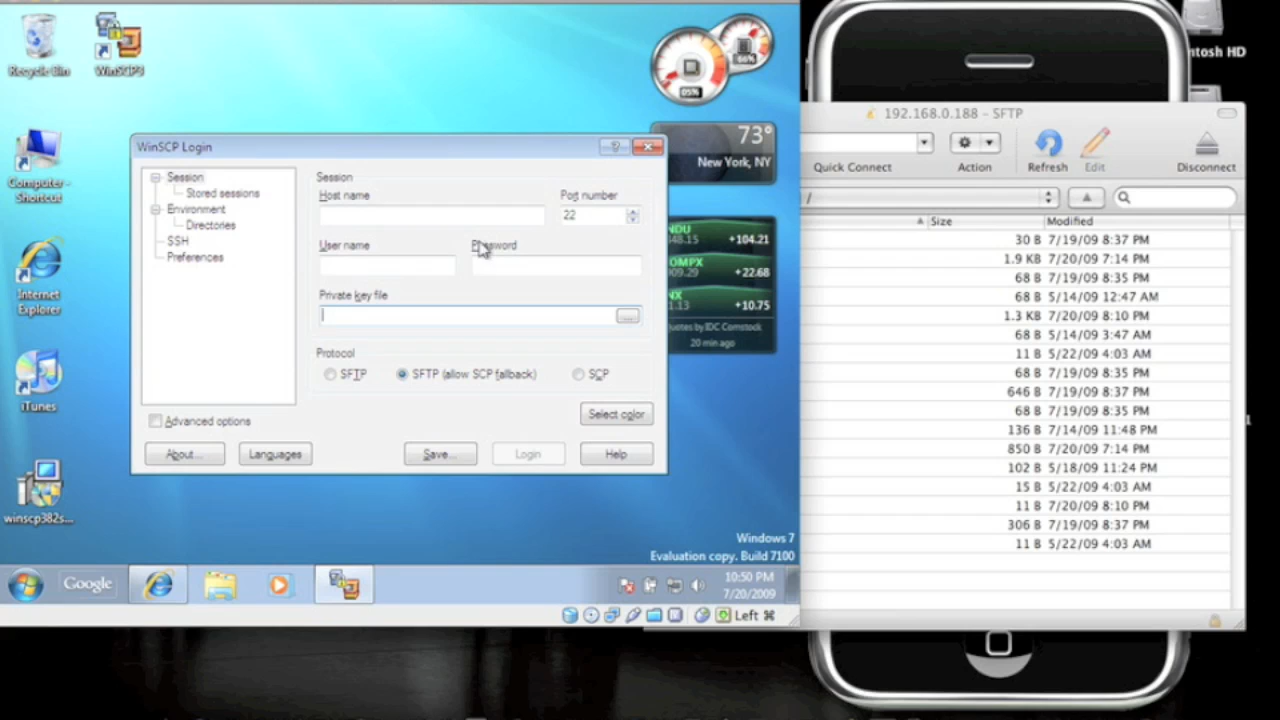 Recycle Bin
WinSCP3
Computer - Shortcut
Internet Explorer
iTunes
winscp382s...
WinSCP Login
Session
Stored sessions
Environment
Directories
SSH
Preferences
Session
Host name
Port number
22
User name
Password
Private key file
...
Protocol
SFTP
SFTP (allow SCP fallback)
SCP
Advanced options
Select color
About...
Languages
Save...
Login
Help
05%
66%
73°
New York, NY
+104.21
+22.68
+10.75
20 min ago
Windows 7
Evaluation copy. Build 7100
Google
10:50 PM
7/20/2009
Left ⌘
ntosh HD
192.168.0.188 – SFTP
Quick Connect
Action
Refresh
Edit
Disconnect
/
Size
Modified
30 B 7/19/09 8:37 PM
1.9 KB 7/20/09 7:14 PM
68 B 7/19/09 8:35 PM
68 B 5/14/09 12:47 AM
1.3 KB 7/20/09 8:10 PM
68 B 5/14/09 3:47 AM
11 B 5/22/09 4:03 AM
68 B 7/19/09 8:35 PM
646 B 7/19/09 8:37 PM
68 B 7/19/09 8:35 PM
136 B 7/14/09 11:48 PM
850 B 7/20/09 7:14 PM
102 B 5/18/09 11:24 PM
15 B 5/22/09 4:03 AM
11 B 7/20/09 8:10 PM
306 B 7/19/09 8:37 PM
11 B 5/22/09 4:03 AM